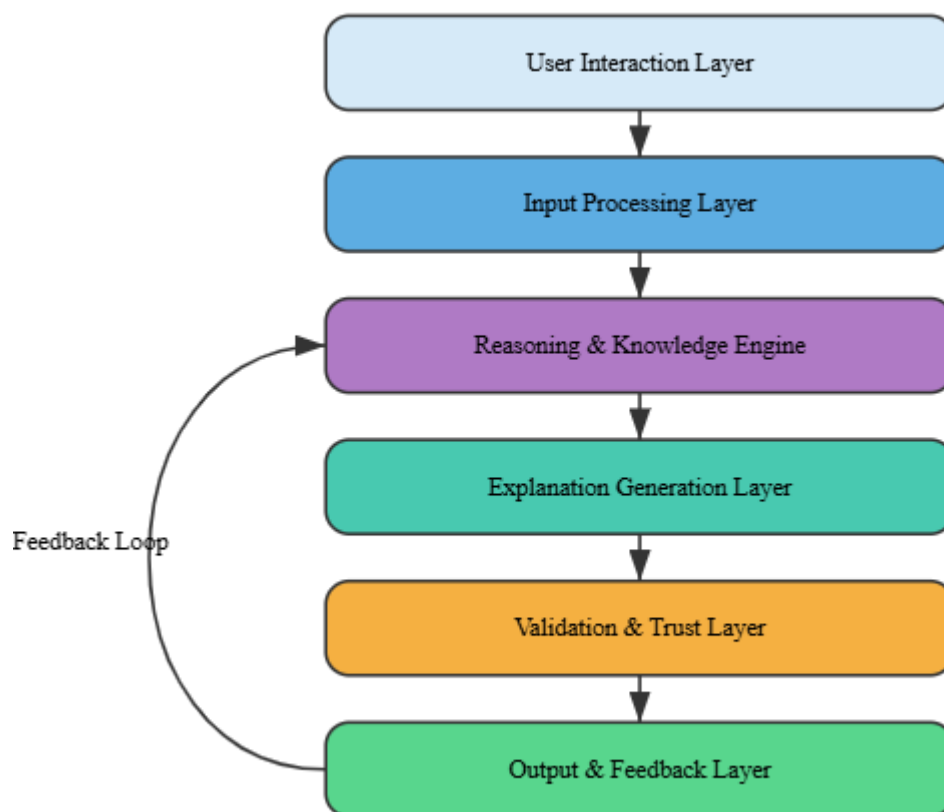 User Interaction Layer
Input Processing Layer
Reasoning & Knowledge Engine
Explanation Generation Layer
Feedback Loop
Validation & Trust Layer
Output & Feedback Layer